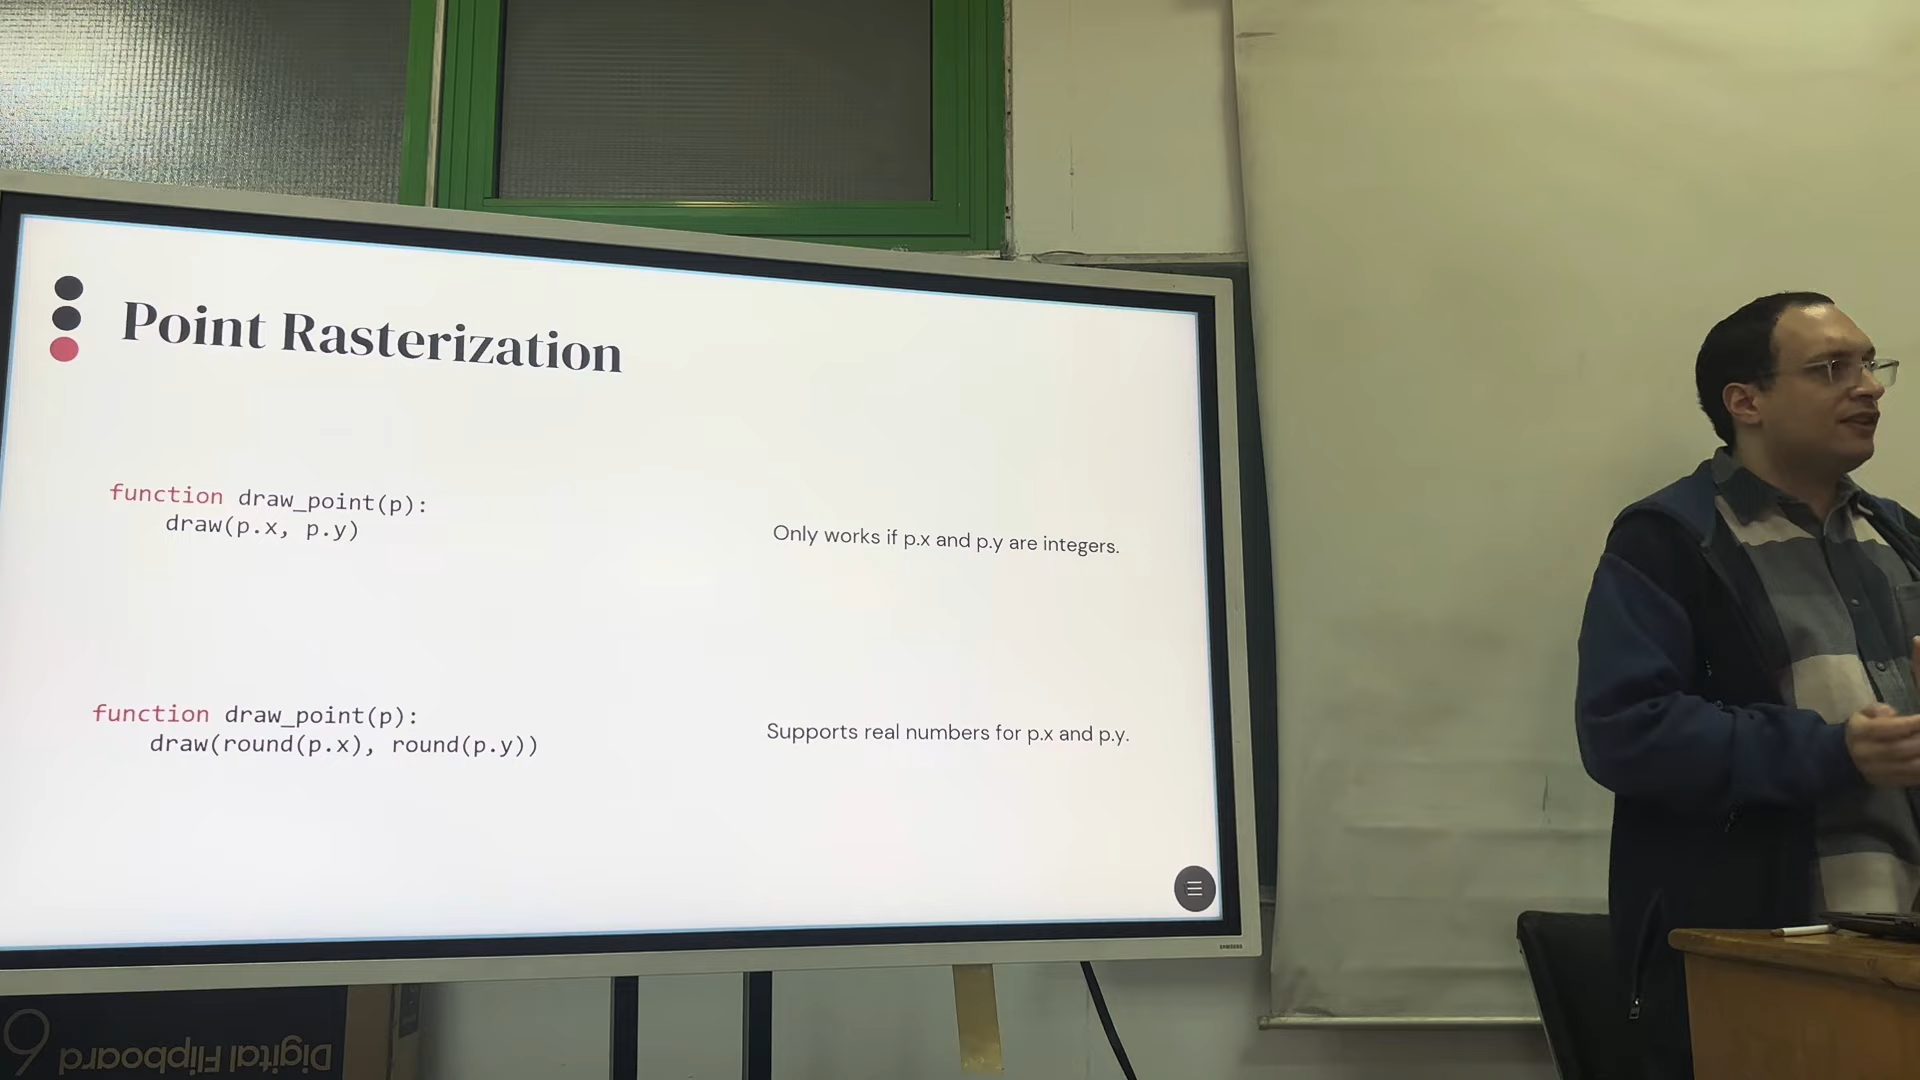 Point Rasterization
function draw_point(p):
draw(p.x, p.y)
Only works if p.x and p.y are integers.
function draw_point(p):
draw(round(p.x), round(p.y))
Supports real numbers for p.x and p.y.
SAMSUNG
Digital Flipboard